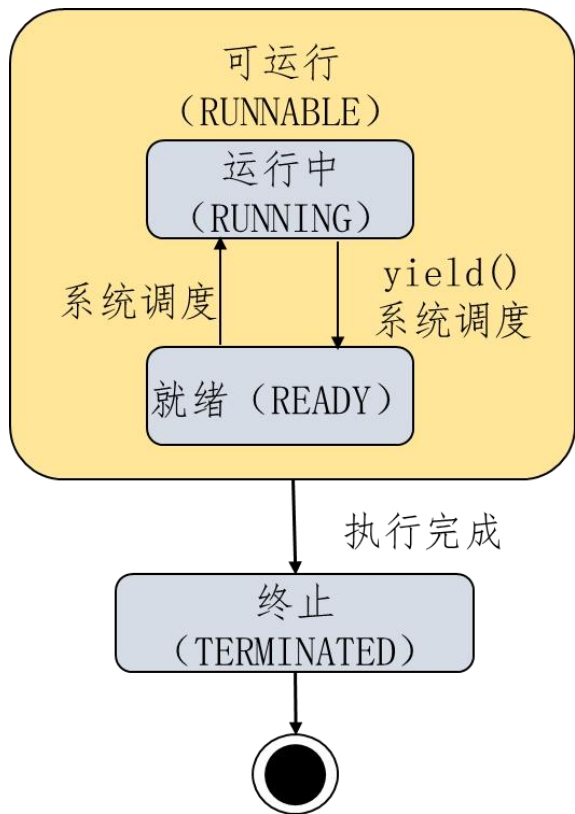 可运行
（RUNNABLE）
运行中
（RUNNING）
系统调度
yield()
系统调度
就绪（READY）
执行完成
终止
（TERMINATED）